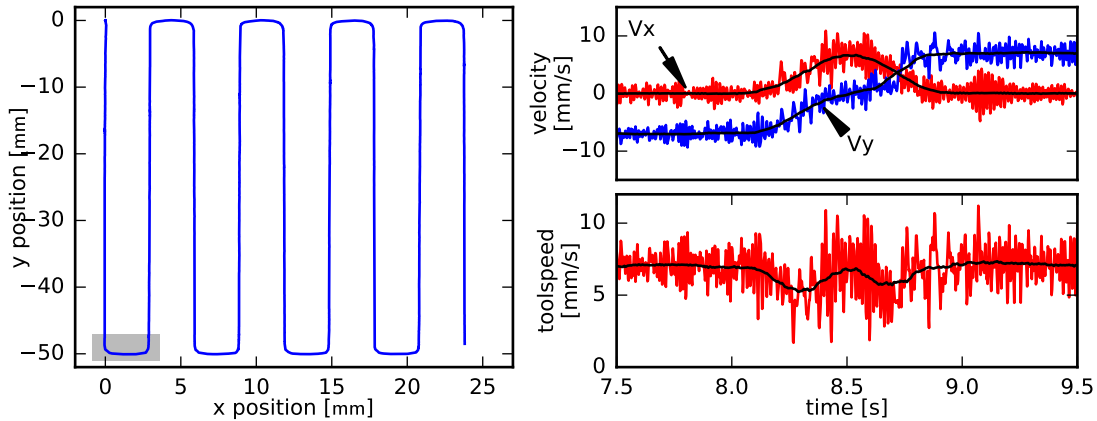 0
−10
−20
−30
−40
−50
y position [mm]
0 5 10 15 20 25
x position [mm]
10
0
−10
velocity
[mm/s]
Vx
Vy
10
5
0
toolspeed
[mm/s]
7.5 8.0 8.5 9.0 9.5
time [s]